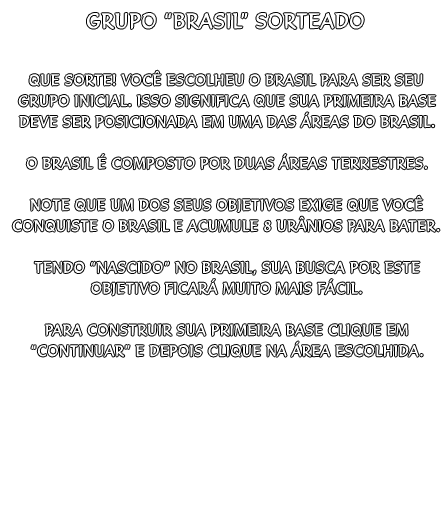 GRUPO "BRASIL" SORTEADO
QUE SORTE! VOCÊ ESCOLHEU O BRASIL PARA SER SEU
GRUPO INICIAL. ISSO SIGNIFICA QUE SUA PRIMEIRA BASE
DEVE SER POSICIONADA EM UMA DAS ÁREAS DO BRASIL.
O BRASIL É COMPOSTO POR DUAS ÁREAS TERRESTRES.
NOTE QUE UM DOS SEUS OBJETIVOS EXIGE QUE VOCÊ
CONQUISTE O BRASIL E ACUMULE 8 URÂNIOS PARA BATER.
TENDO "NASCIDO" NO BRASIL, SUA BUSCA POR ESTE
OBJETIVO FICARÁ MUITO MAIS FÁCIL.
PARA CONSTRUIR SUA PRIMEIRA BASE CLIQUE EM
"CONTINUAR" E DEPOIS CLIQUE NA ÁREA ESCOLHIDA.